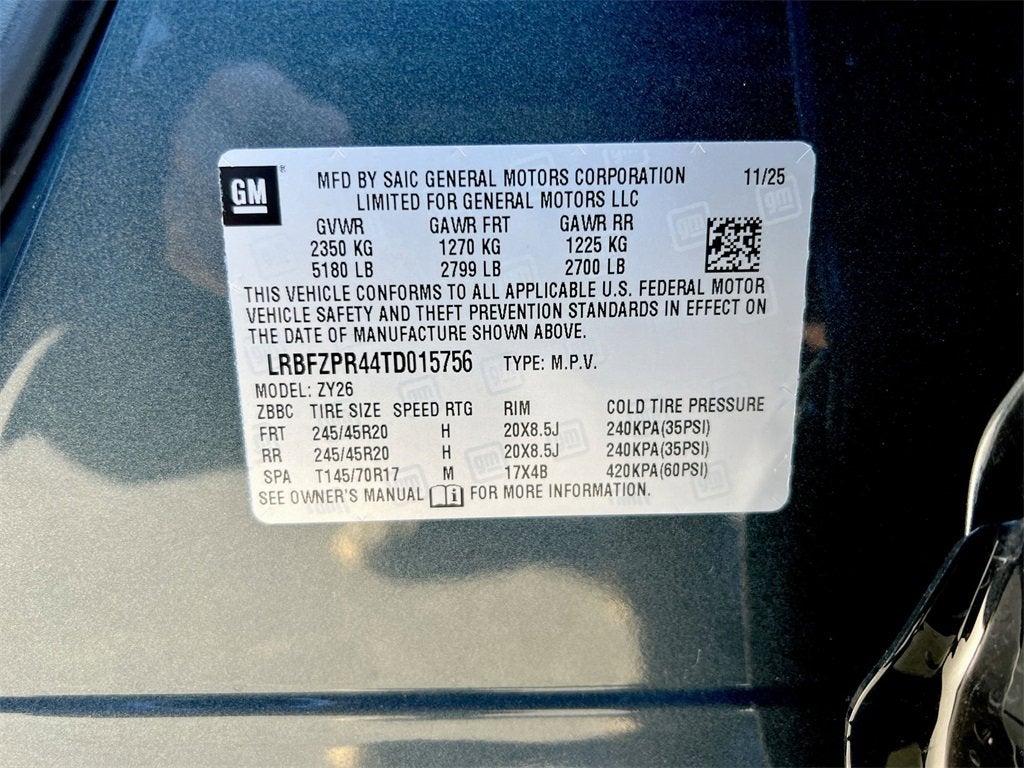 GM ®
MFD BY SAIC GENERAL MOTORS CORPORATION 11/25
LIMITED FOR GENERAL MOTORS LLC
GVWR GAWR FRT GAWR RR
2350 KG 1270 KG 1225 KG
5180 LB 2799 LB 2700 LB
THIS VEHICLE CONFORMS TO ALL APPLICABLE U.S. FEDERAL MOTOR
VEHICLE SAFETY AND THEFT PREVENTION STANDARDS IN EFFECT ON
THE DATE OF MANUFACTURE SHOWN ABOVE.
LRBFZPR44TD015756 TYPE: M.P.V.
MODEL: ZY26
ZBBC TIRE SIZE SPEED RTG RIM COLD TIRE PRESSURE
FRT 245/45R20 H 20X8.5J 240KPA(35PSI)
RR 245/45R20 H 20X8.5J 240KPA(35PSI)
SPA T145/70R17 M 17X4B 420KPA(60PSI)
SEE OWNER'S MANUAL i FOR MORE INFORMATION.